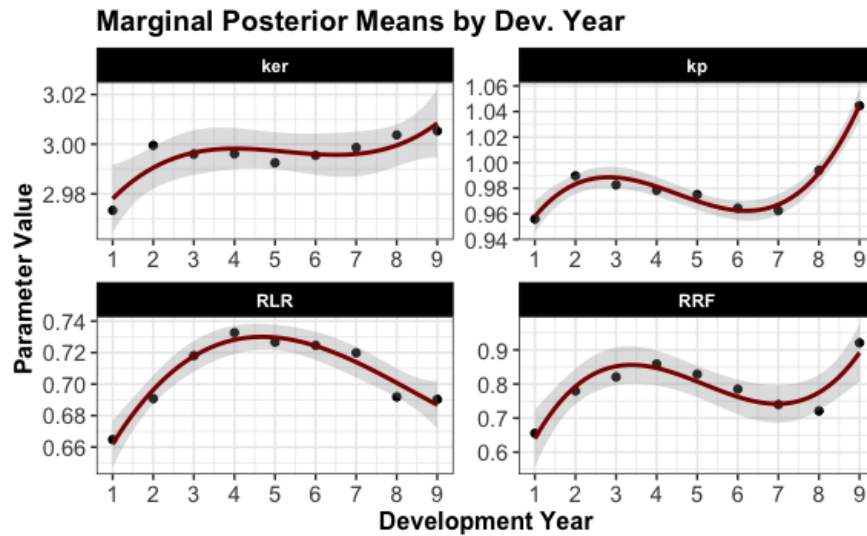 Marginal Posterior Means by Dev. Year
ker
kp
3.02
3.00
2.98
1.06
1.04
1.02
1.00
0.98
0.96
0.94
1 2 3 4 5 6 7 8 9
1 2 3 4 5 6 7 8 9
RLR
RRF
0.74
0.72
0.70
0.68
0.66
0.9
0.8
0.7
0.6
1 2 3 4 5 6 7 8 9
1 2 3 4 5 6 7 8 9
Parameter Value
Development Year